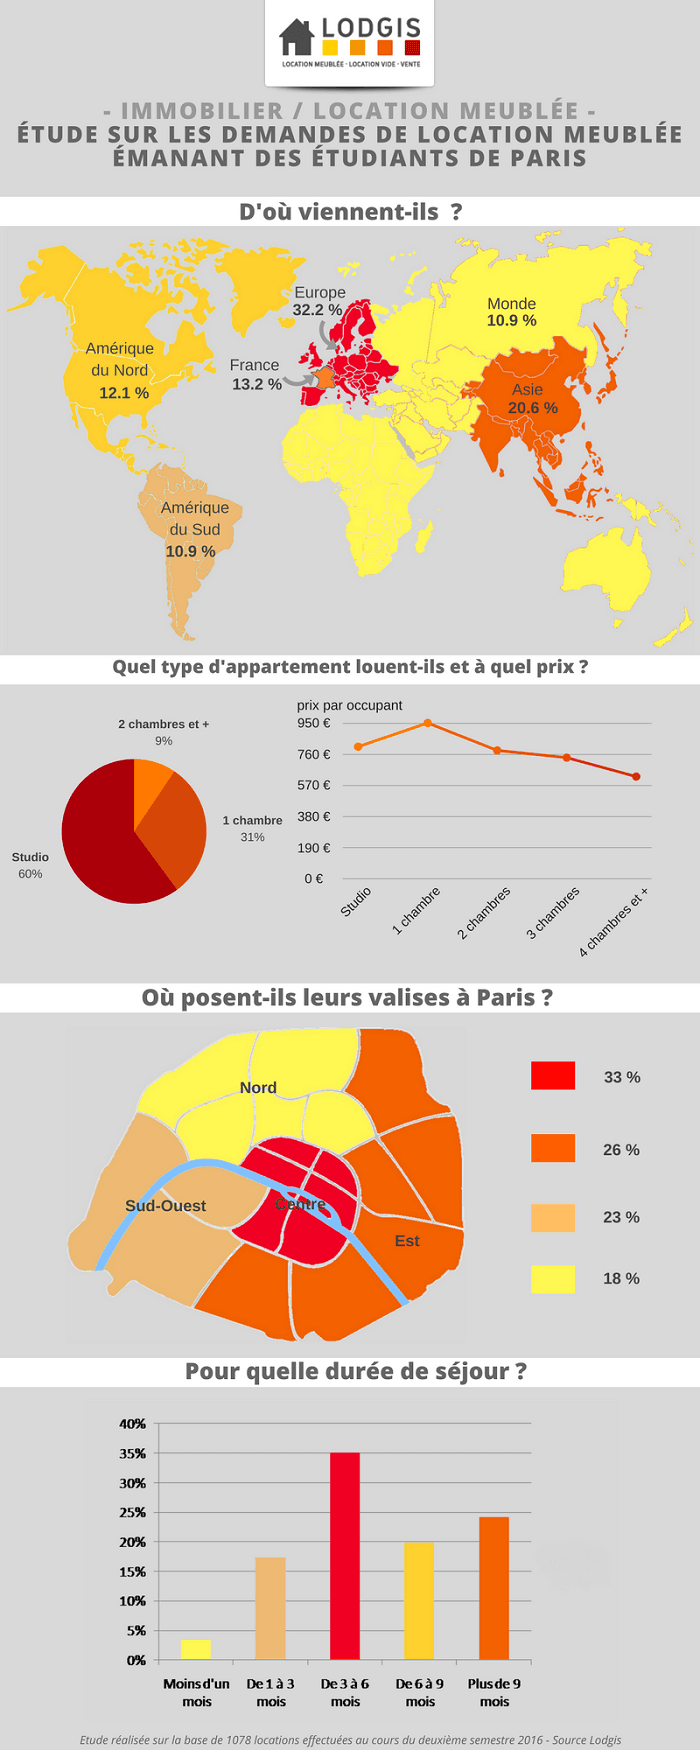 LODGIS
LOCATION MEUBLÉE - LOCATION VIDE - VENTE
- IMMOBILIER / LOCATION MEUBLÉE -
ÉTUDE SUR LES DEMANDES DE LOCATION MEUBLÉE
ÉMANANT DES ÉTUDIANTS DE PARIS
D'où viennent-ils ?
Europe
32.2 %
Monde
10.9 %
Amérique
du Nord
12.1 %
France
13.2 %
Asie
20.6 %
Amérique
du Sud
10.9 %
Quel type d'appartement louent-ils et à quel prix ?
2 chambres et +
9%
1 chambre
31%
Studio
60%
prix par occupant
950 €
760 €
570 €
380 €
190 €
0 €
Studio
1 chambre
2 chambres
3 chambres
4 chambres et +
Où posent-ils leurs valises à Paris ?
Nord
Sud-Ouest
Centre
Est
33 %
26 %
23 %
18 %
Pour quelle durée de séjour ?
40%
35%
30%
25%
20%
15%
10%
5%
0%
Moins d'un
mois
De 1 à 3
mois
De 3 à 6
mois
De 6 à 9
mois
Plus de 9
mois
Etude réalisée sur la base de 1078 locations effectuées au cours du deuxième semestre 2016 - Source Lodgis